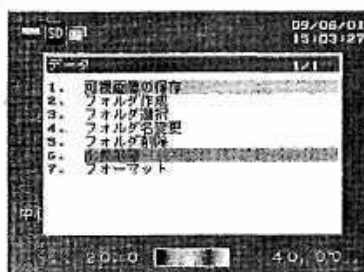 SD
09/06/01
15:03:27
データ 1/1
1. 可視画像の保存
2. フォルダ作成
3. フォルダ選択
4. フォルダ名変更
5. フォルダ削除
6.
7. フォーマット
20.0 40.0℃